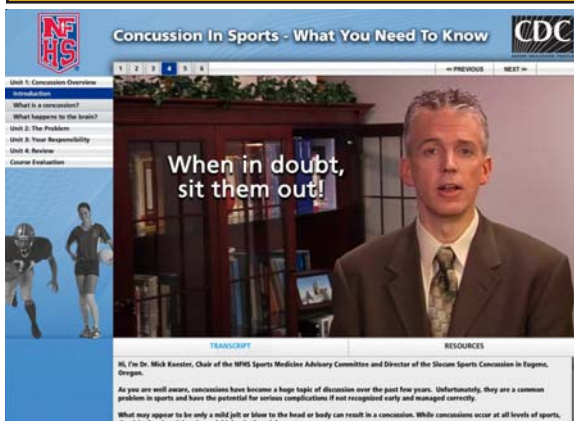 NF
HS
Concussion In Sports - What You Need To Know
CDC
1 2 3 4 5 6
PREVIOUS NEXT
Unit 1: Concussion Overview
Introduction
What is a concussion?
What happens to the brain?
Unit 2: The Problem
Unit 3: Your Responsibility
Unit 4: Review
Course Evaluation
When in doubt,
sit them out!
TRANSCRIPT
RESOURCES
Hi, I'm Dr. Mick Koester, Chair of the NFHS Sports Medicine Advisory Committee and Director of the Slocum Sports Concussion in Eugene,
Oregon.
As you are well aware, concussions have become a huge topic of discussion over the past few years. Unfortunately, they are a common
problem in sports and have the potential for serious complications if not recognized early and managed correctly.
What may appear to be only a mild jolt or blow to the head or body can result in a concussion. While concussions occur at all levels of sports,